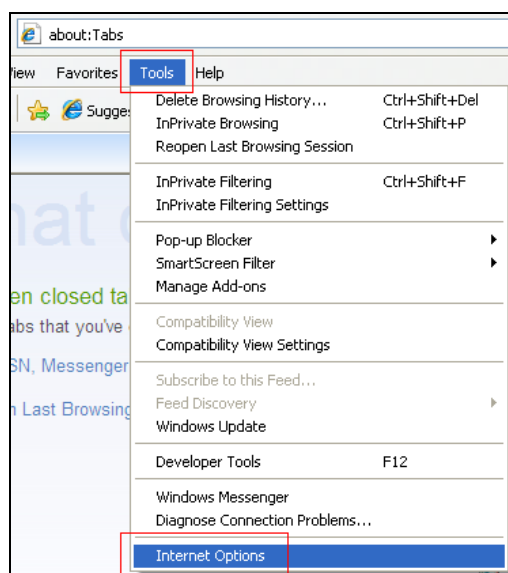 about:Tabs
iew Favorites Tools Help
Sugge
Delete Browsing History... Ctrl+Shift+Del
InPrivate Browsing Ctrl+Shift+P
Reopen Last Browsing Session
InPrivate Filtering Ctrl+Shift+F
InPrivate Filtering Settings
hat
Pop-up Blocker
SmartScreen Filter
Manage Add-ons
en closed ta
abs that you've
Compatibility View
Compatibility View Settings
SN, Messenger
Subscribe to this Feed...
Feed Discovery
n Last Browsing
Windows Update
Developer Tools F12
Windows Messenger
Diagnose Connection Problems...
Internet Options